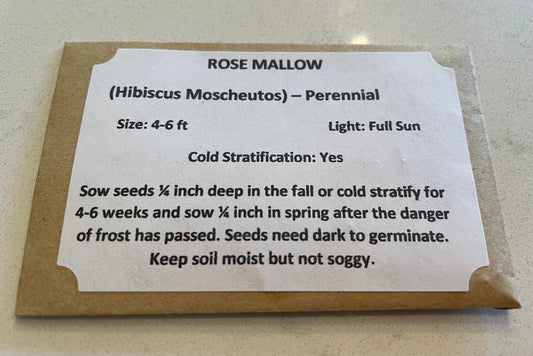 ROSE MALLOW
(Hibiscus Moscheutos) – Perennial
Size: 4-6 ft Light: Full Sun
Cold Stratification: Yes
Sow seeds ¼ inch deep in the fall or cold stratify for
4-6 weeks and sow ¼ inch in spring after the danger
of frost has passed. Seeds need dark to germinate.
Keep soil moist but not soggy.